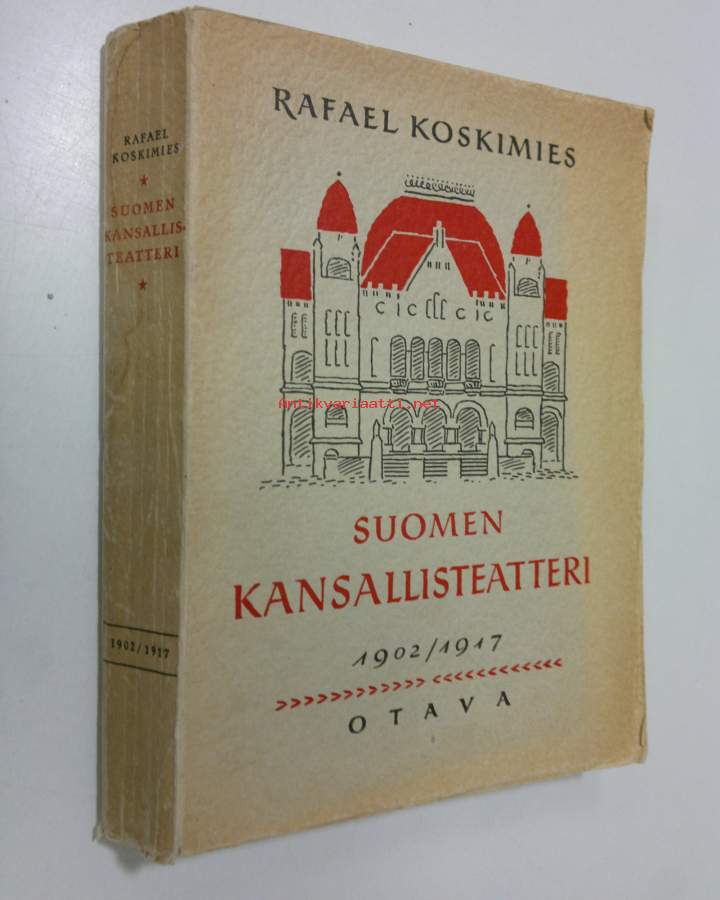 RAFAEL
KOSKIMIES
SUOMEN
KANSALLIS-
TEATTERI
1902/1917
RAFAEL KOSKIMIES
Antikvariaatti.net
SUOMEN
KANSALLISTEATTERI
1902/1917
OTAVA